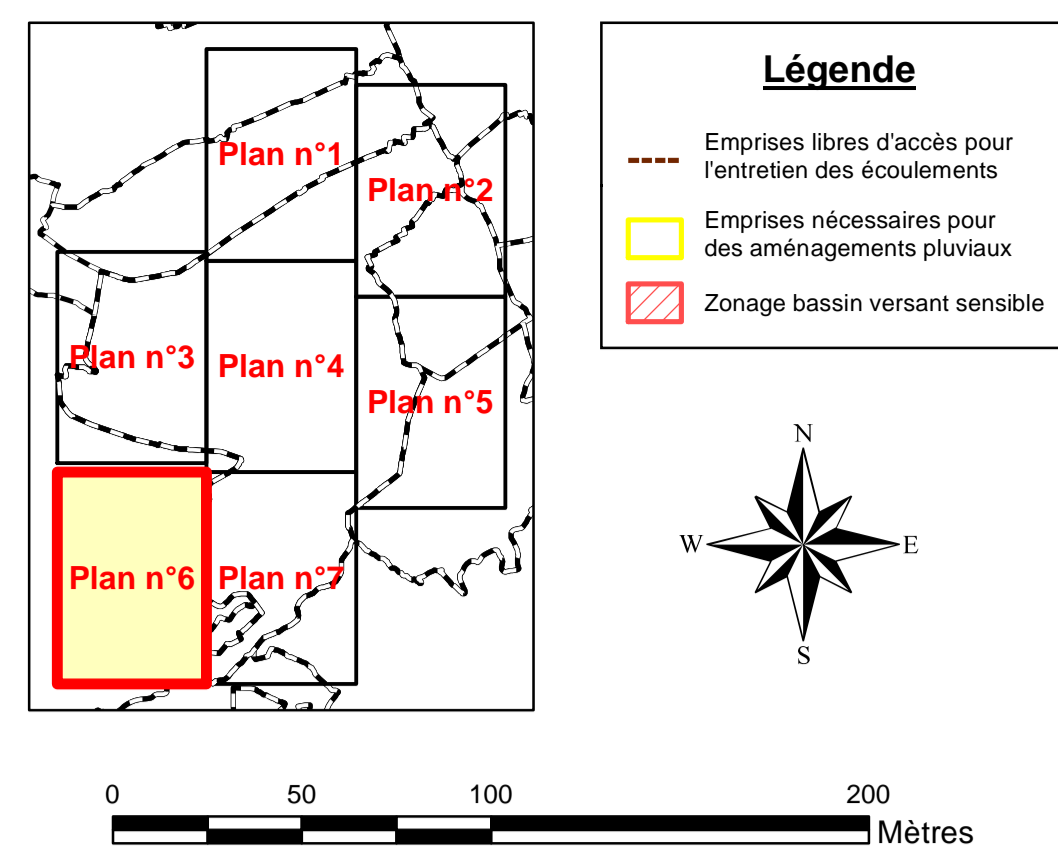 Plan n°1
Plan n°2
Plan n°3
Plan n°4
Plan n°5
Plan n°6
Plan n°7
Légende
Emprises libres d'accès pour
l'entretien des écoulements
Emprises nécessaires pour
des aménagements pluviaux
Zonage bassin versant sensible
N
W
E
S
0 50 100 200
Mètres